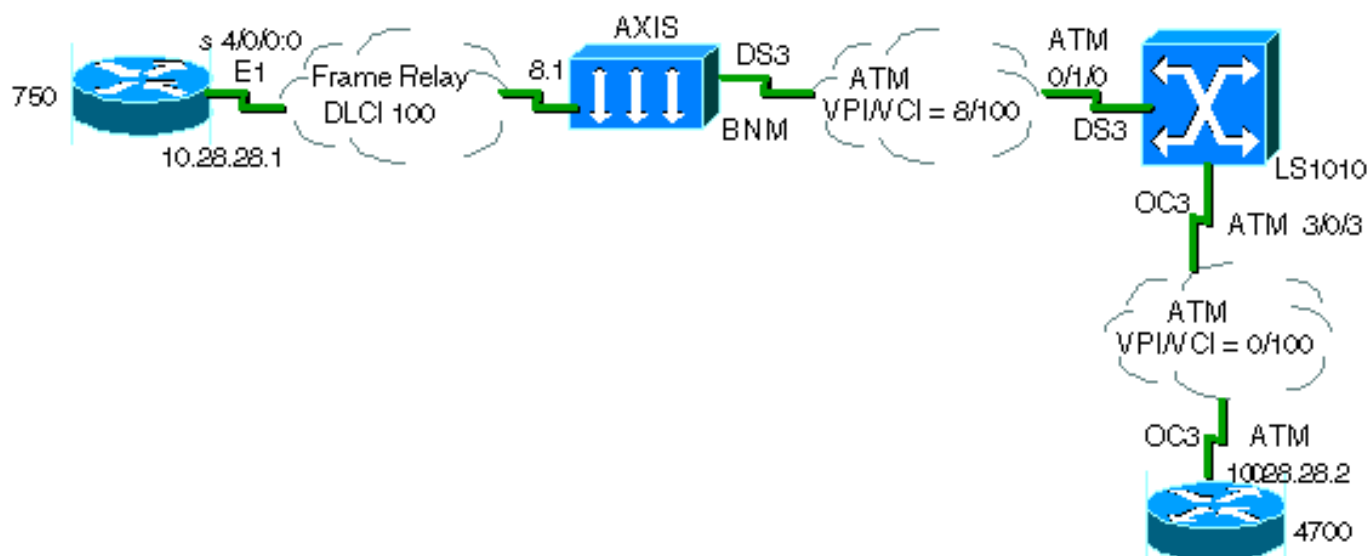 AXIS
s 4/0/0:0
E1
750
10.28.28.1
Frame Relay
DLCI 100
8.1
DS3
BNM
ATM
VPI/VCI = 8/100
ATM
0/1/0
DS3
LS1010
OC3
ATM 3/0/3
ATM
VPI/VCI = 0/100
OC3
ATM
10028.28.2
4700